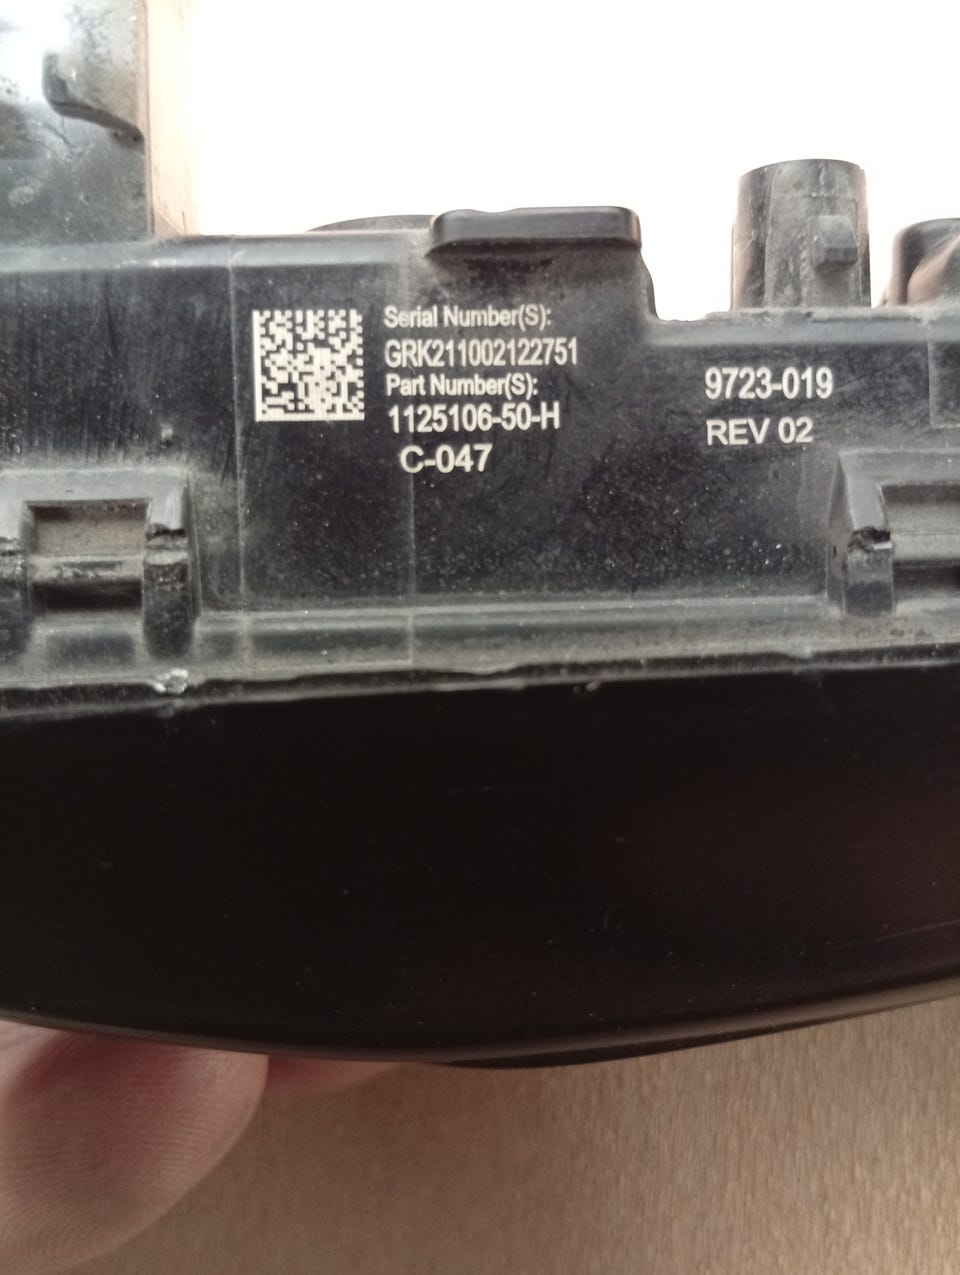 Serial Number(S):
GRK211002122751
Part Number(S):
1125106-50-H
C-047
9723-019
REV 02